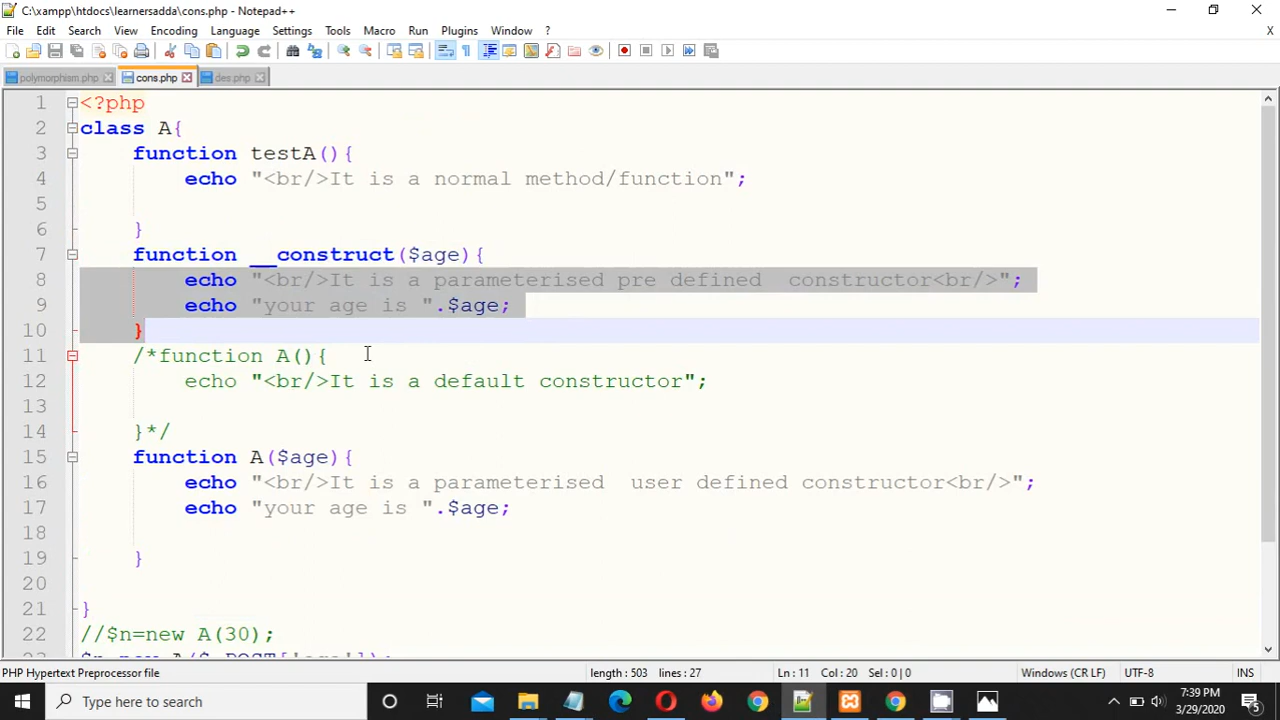 C:\xampp\htdocs\learnersadda\cons.php - Notepad++
File Edit Search View Encoding Language Settings Tools Macro Run Plugins Window ? X
polymorphism.php cons.php des.php
1 <?php
2 class A{
3 function testA(){
4 echo "<br/>It is a normal method/function";
5
6 }
7 function __construct($age){
8 echo "<br/>It is a parameterised pre defined  constructor<br/>";
9 echo "your age is ".$age;
10 }
11 /*function A(){
12 echo "<br/>It is a default constructor";
13
14 }*/
15 function A($age){
16 echo "<br/>It is a parameterised  user defined constructor<br/>";
17 echo "your age is ".$age;
18
19 }
20
21 }
22 //$n=new A(30);
$n=new A($_POST['age']);
PHP Hypertext Preprocessor file length : 503 lines : 27 Ln : 11 Col : 20 Sel : 0 | 0 Windows (CR LF) UTF-8 INS
Type here to search 7:39 PM
3/29/2020 5